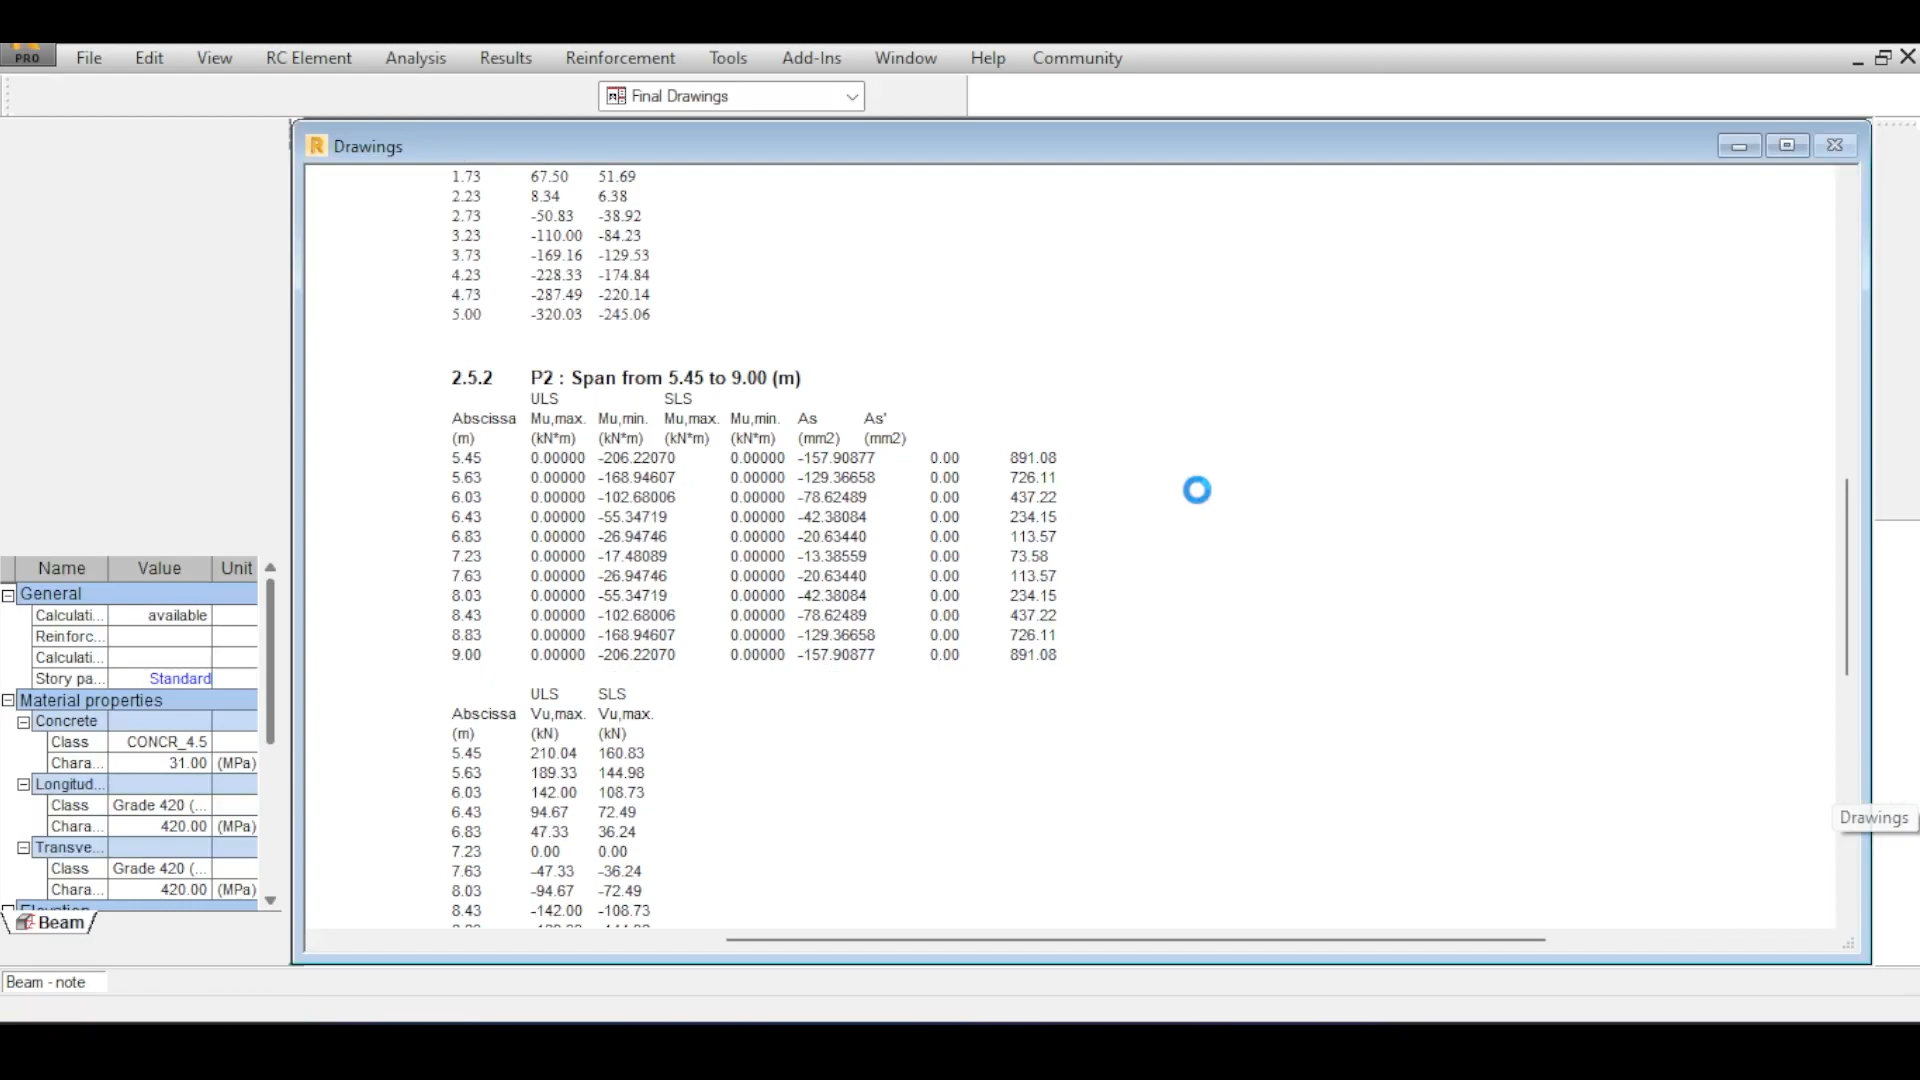 PRO File Edit View RC Element Analysis Results Reinforcement Tools Add-Ins Window Help Community
Final Drawings
R Drawings
1.73 67.50 51.69
2.23 8.34 6.38
2.73 -50.83 -38.92
3.23 -110.00 -84.23
3.73 -169.16 -129.53
4.23 -228.33 -174.84
4.73 -287.49 -220.14
5.00 -320.03 -245.06
2.5.2 P2 : Span from 5.45 to 9.00 (m)
ULS SLS
Abscissa Mu,max. Mu,min. Mu,max. Mu,min. As As'
(m) (kN*m) (kN*m) (kN*m) (kN*m) (mm2) (mm2)
5.45 0.00000 -206.22070 0.00000 -157.90877 0.00 891.08
5.63 0.00000 -168.94607 0.00000 -129.36658 0.00 726.11
6.03 0.00000 -102.68006 0.00000 -78.62489 0.00 437.22
6.43 0.00000 -55.34719 0.00000 -42.38084 0.00 234.15
6.83 0.00000 -26.94746 0.00000 -20.63440 0.00 113.57
7.23 0.00000 -17.48089 0.00000 -13.38559 0.00 73.58
7.63 0.00000 -26.94746 0.00000 -20.63440 0.00 113.57
8.03 0.00000 -55.34719 0.00000 -42.38084 0.00 234.15
8.43 0.00000 -102.68006 0.00000 -78.62489 0.00 437.22
8.83 0.00000 -168.94607 0.00000 -129.36658 0.00 726.11
9.00 0.00000 -206.22070 0.00000 -157.90877 0.00 891.08
ULS SLS
Abscissa Vu,max. Vu,max.
(m) (kN) (kN)
5.45 210.04 160.83
5.63 189.33 144.98
6.03 142.00 108.73
6.43 94.67 72.49
6.83 47.33 36.24
7.23 0.00 0.00
7.63 -47.33 -36.24
8.03 -94.67 -72.49
8.43 -142.00 -108.73
Name Value Unit
General
Calculati... available
Reinforc...
Calculati...
Story pa... Standard
Material properties
Concrete
Class CONCR_4.5
Chara... 31.00 (MPa)
Longitud...
Class Grade 420 (...
Chara... 420.00 (MPa)
Transve...
Class Grade 420 (...
Chara... 420.00 (MPa)
Beam
Drawings
Beam - note